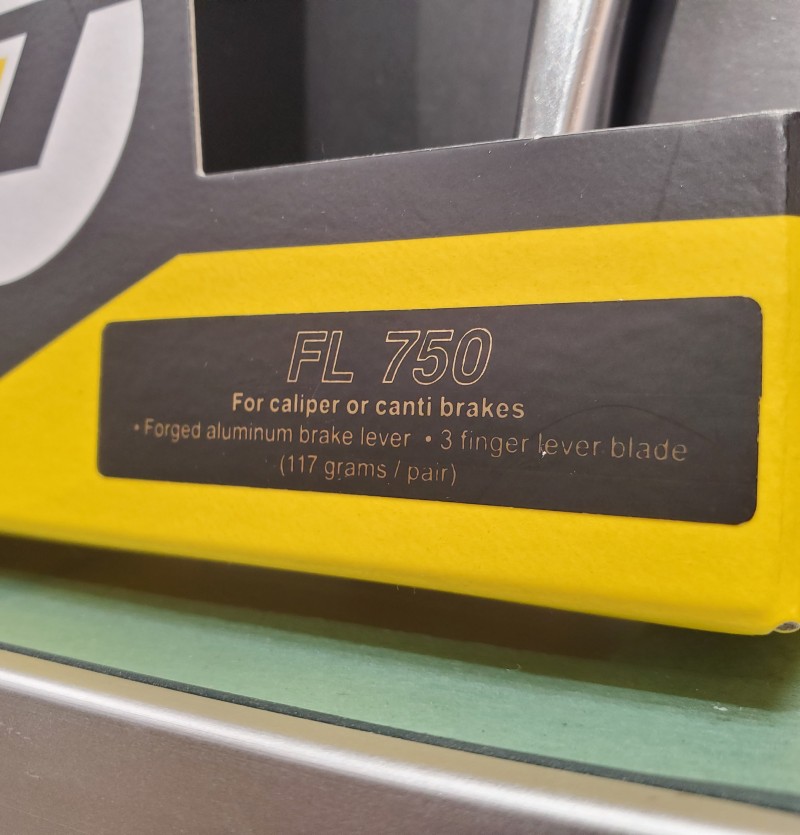 FL 750
For caliper or canti brakes
• Forged aluminum brake lever • 3 finger lever blade
(117 grams / pair)